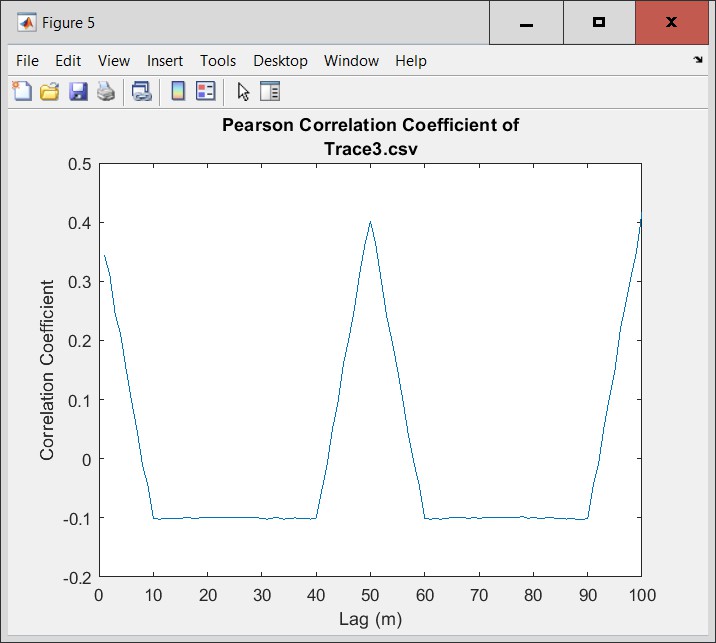 Figure 5
File Edit View Insert Tools Desktop Window Help
Pearson Correlation Coefficient of
Trace3.csv
Correlation Coefficient
0.5
0.4
0.3
0.2
0.1
0
-0.1
-0.2
0 10 20 30 40 50 60 70 80 90 100
Lag (m)